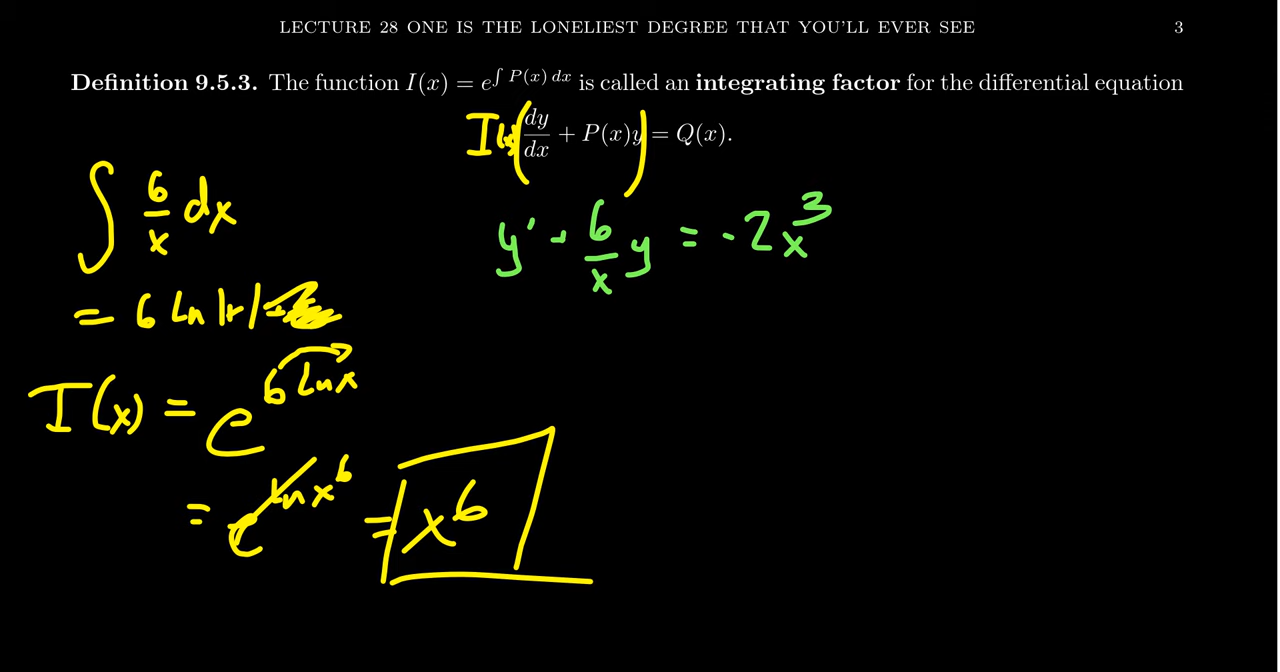 LECTURE 28 ONE IS THE LONELIEST DEGREE THAT YOU'LL EVER SEE 3
Definition 9.5.3. The function I(x) = e^{∫ P(x) dx} is called an integrating factor for the differential equation
I(x)(dy/dx + P(x)y) = Q(x).
∫ 6/x dx
y' + 6/x y = -2x^3
= 6 ln |x|
I(x) = e^{6 ln x}
= e^{ln x^6} = x^6